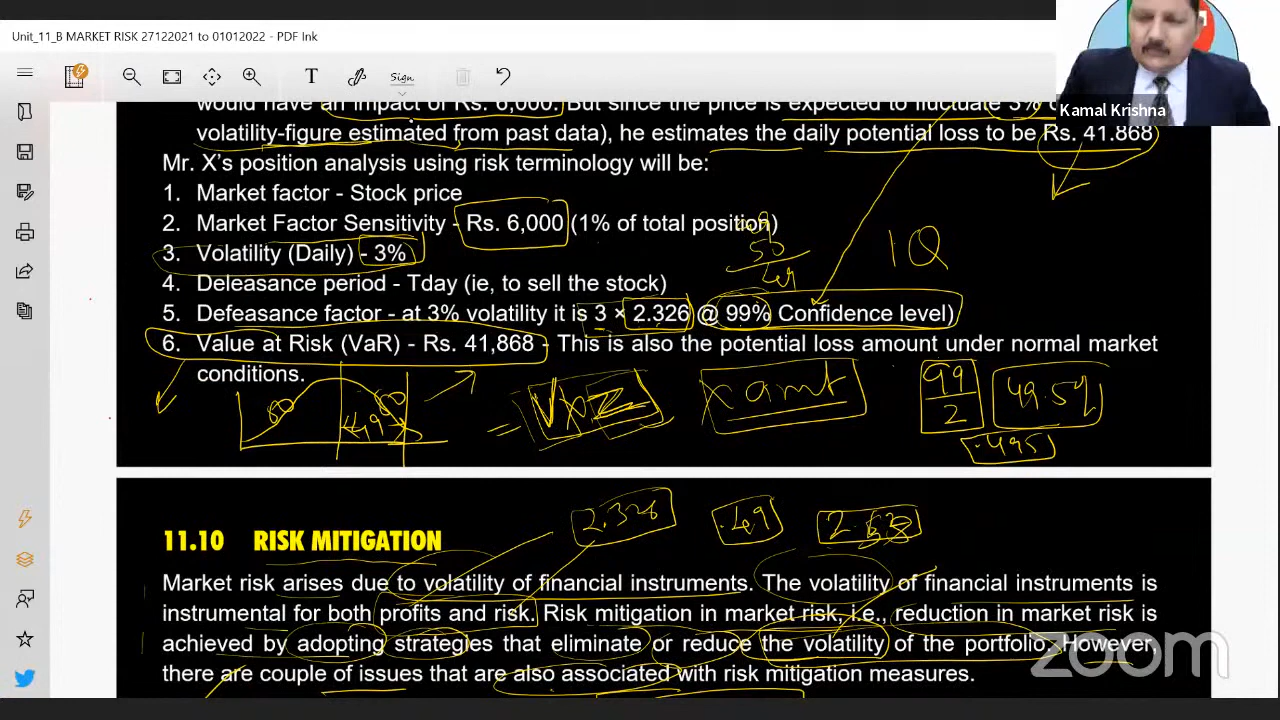 Unit_11_B MARKET RISK 27122021 to 01012022 - PDF Ink
Sign
Kamal Krishna
would have an impact of Rs. 6,000. But since the price is expected to fluctuate 3%
volatility-figure estimated from past data), he estimates the daily potential loss to be Rs. 41.868
Mr. X's position analysis using risk terminology will be:
1. Market factor - Stock price
2. Market Factor Sensitivity - Rs. 6,000 (1% of total position)
3. Volatility (Daily) - 3%
4. Deleasance period - Tday (ie, to sell the stock)
5. Defeasance factor - at 3% volatility it is 3 × 2.326 @ 99% Confidence level)
6. Value at Risk (VaR) - Rs. 41,868 - This is also the potential loss amount under normal market
conditions.
50
= V x Z x amt
99
2
49.5%
.495
2.326
.49
11.10 RISK MITIGATION
Market risk arises due to volatility of financial instruments. The volatility of financial instruments is
instrumental for both profits and risk. Risk mitigation in market risk, i.e., reduction in market risk is
achieved by adopting strategies that eliminate or reduce the volatility of the portfolio. However,
there are couple of issues that are also associated with risk mitigation measures.
zoom